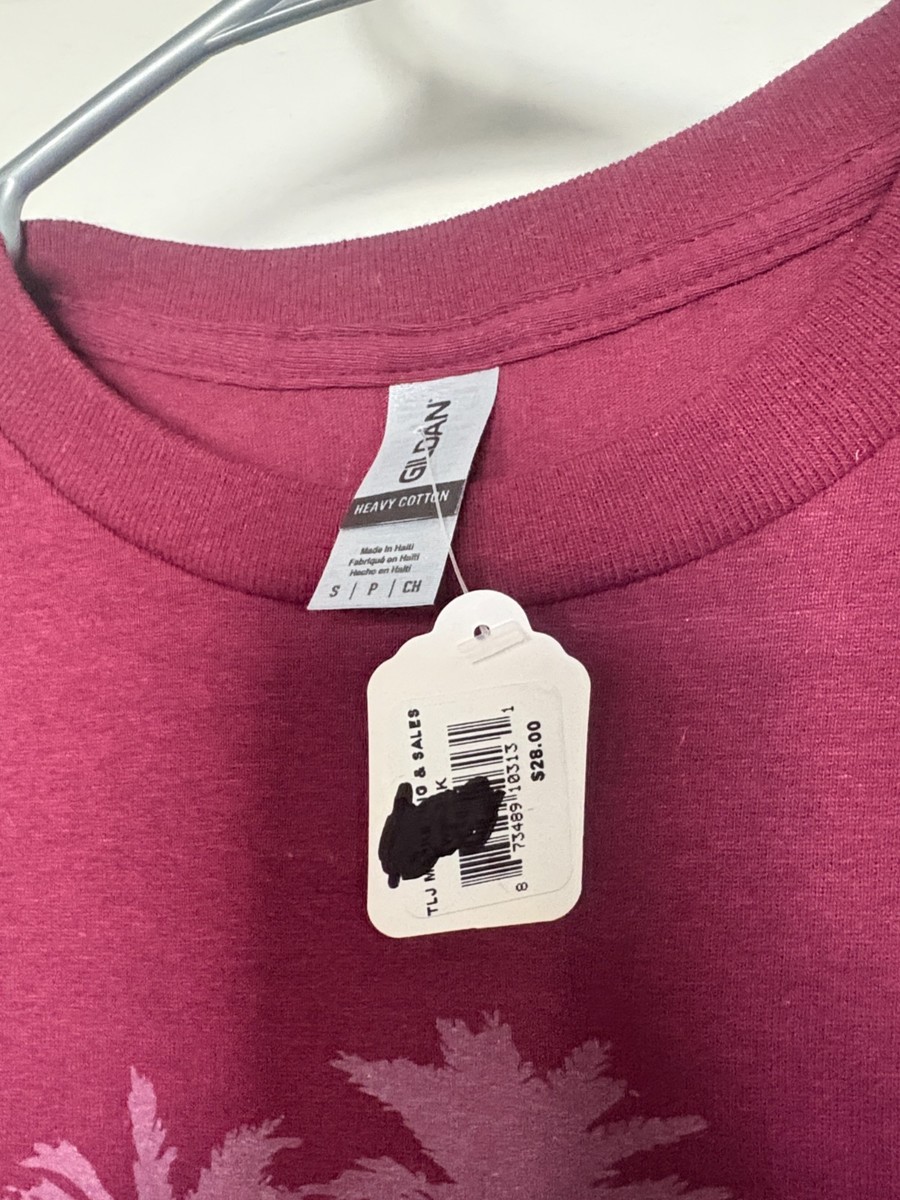 GILDAN
HEAVY COTTON
Made in Haiti
Fabriqué en Haïti
Hecho en Haití
S / P / CH
TLJ & SALES
8 73489 10313 1
$28.00